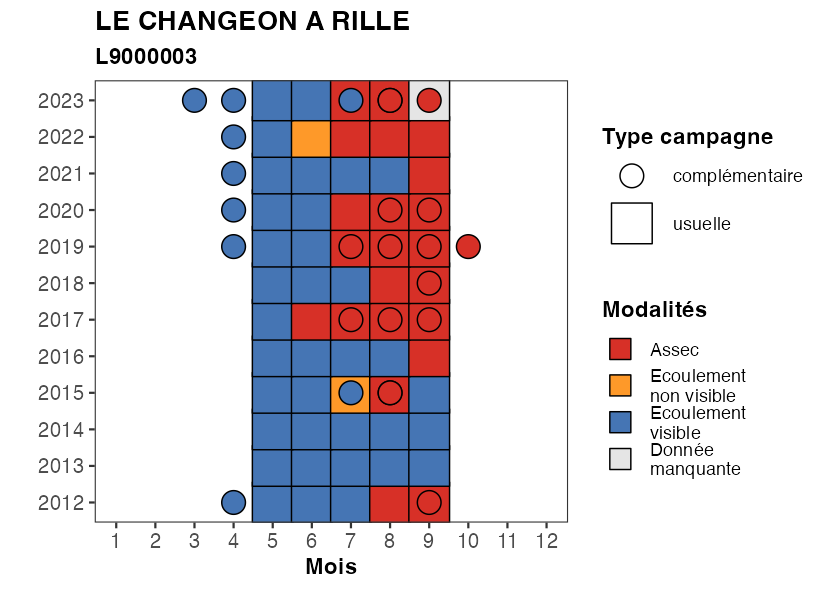 LE CHANGEON A RILLE
L9000003
2023
2022
2021
2020
2019
2018
2017
2016
2015
2014
2013
2012
1 2 3 4 5 6 7 8 9 10 11 12
Mois
Type campagne
complémentaire
usuelle
Modalités
Assec
Ecoulement
non visible
Ecoulement
visible
Donnée
manquante